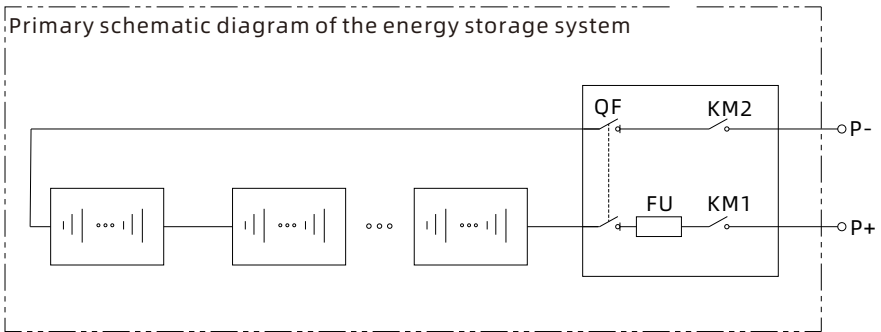 Primary schematic diagram of the energy storage system
QF
KM2
P-
FU
KM1
P+